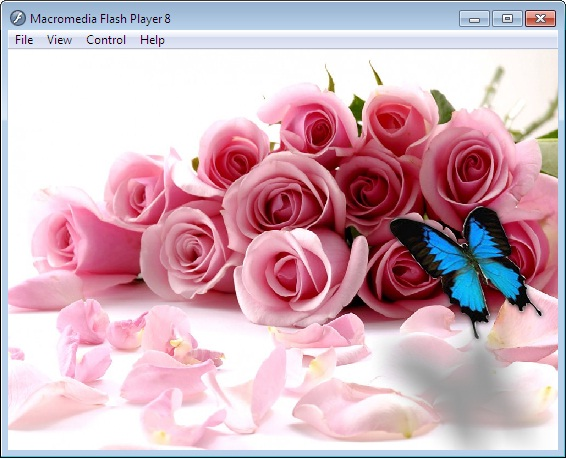 Macromedia Flash Player 8
File View Control Help